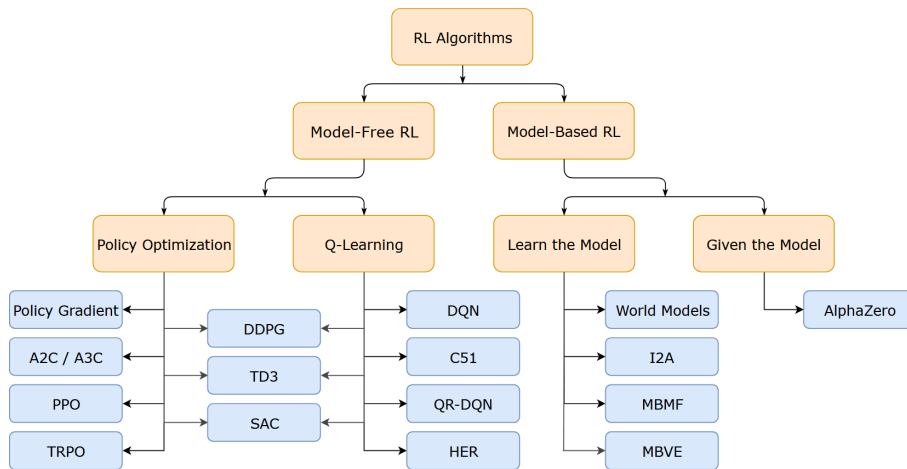 RL Algorithms
Model-Free RL
Model-Based RL
Policy Optimization
Q-Learning
Learn the Model
Given the Model
Policy Gradient
DDPG
DQN
World Models
AlphaZero
A2C / A3C
TD3
C51
I2A
PPO
SAC
QR-DQN
MBMF
TRPO
HER
MBVE